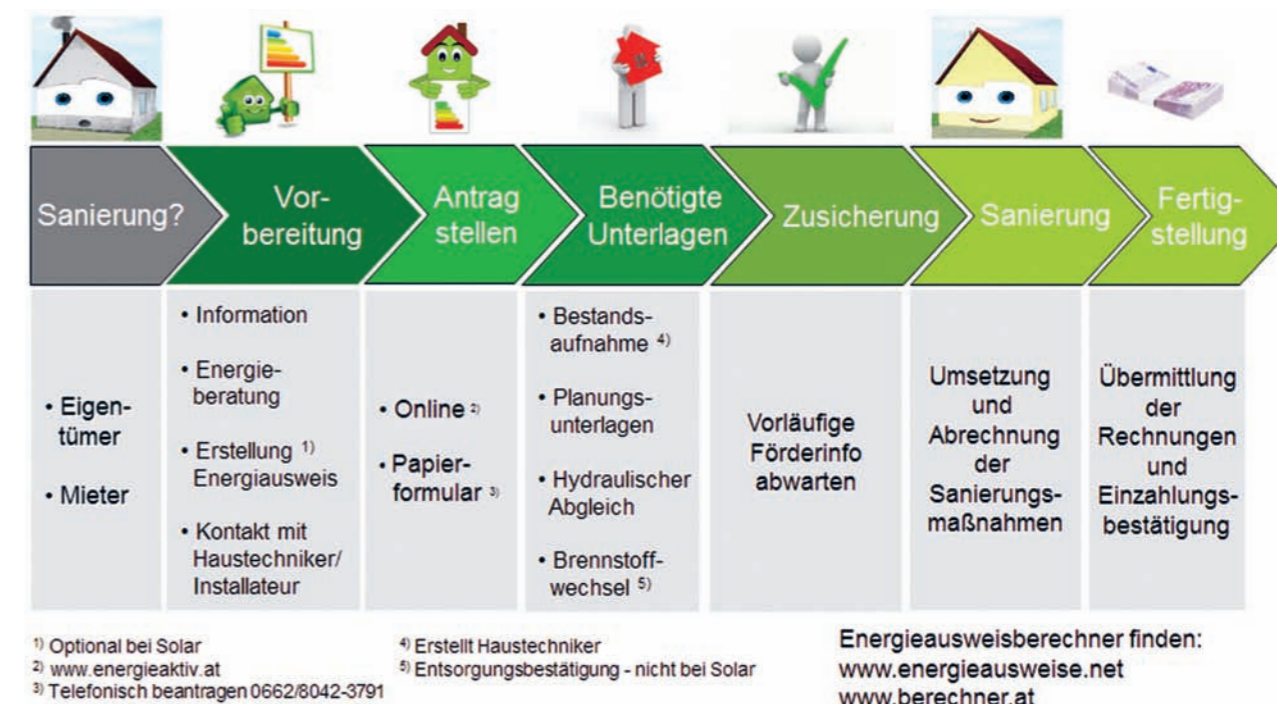 Sanierung?
Vor-
bereitung
Antrag
stellen
Benötigte
Unterlagen
Zusicherung
Sanierung
Fertig-
stellung
• Eigen-
tümer
• Mieter
• Information
• Energie-
beratung
• Erstellung 1)
Energiausweis
• Kontakt mit
Haustechniker/
Installateur
• Online 2)
• Papier-
formular 3)
• Bestands-
aufnahme 4)
• Planungs-
unterlagen
• Hydraulischer
Abgleich
• Brennstoff-
wechsel 5)
Vorläufige
Förderinfo
abwarten
Umsetzung
und
Abrechnung
der
Sanierungs-
maßnahmen
Übermittlung
der
Rechnungen
und
Einzahlungs-
bestätigung
1) Optional bei Solar
2) www.energieaktiv.at
3) Telefonisch beantragen 0662/8042-3791
4) Erstellt Haustechniker
5) Entsorgungsbestätigung - nicht bei Solar
Energieausweisberechner finden:
www.energieausweise.net
www.berechner.at